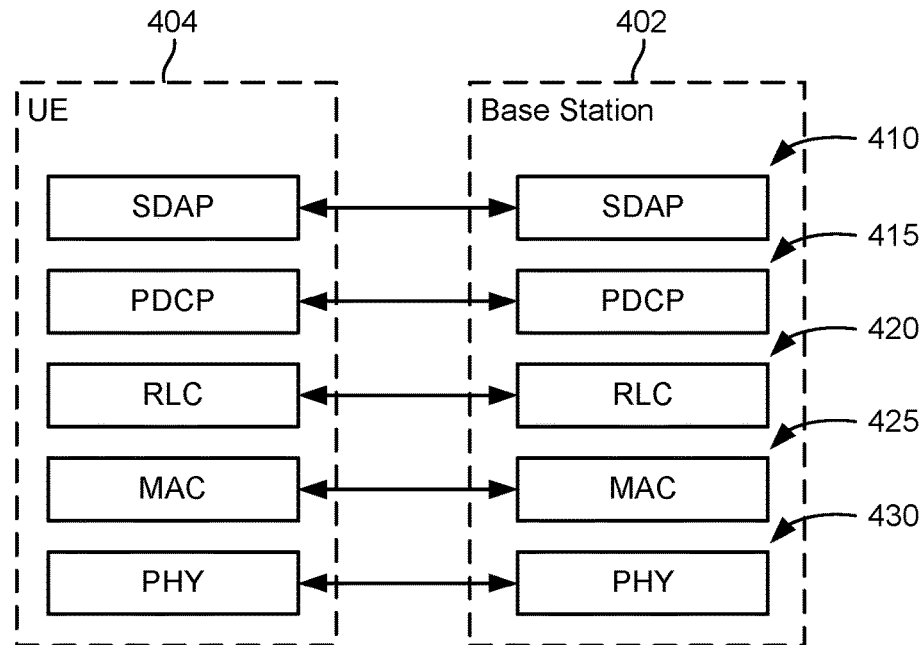 404
402
UE
Base Station
410
SDAP
SDAP
415
PDCP
PDCP
420
RLC
RLC
425
MAC
MAC
430
PHY
PHY